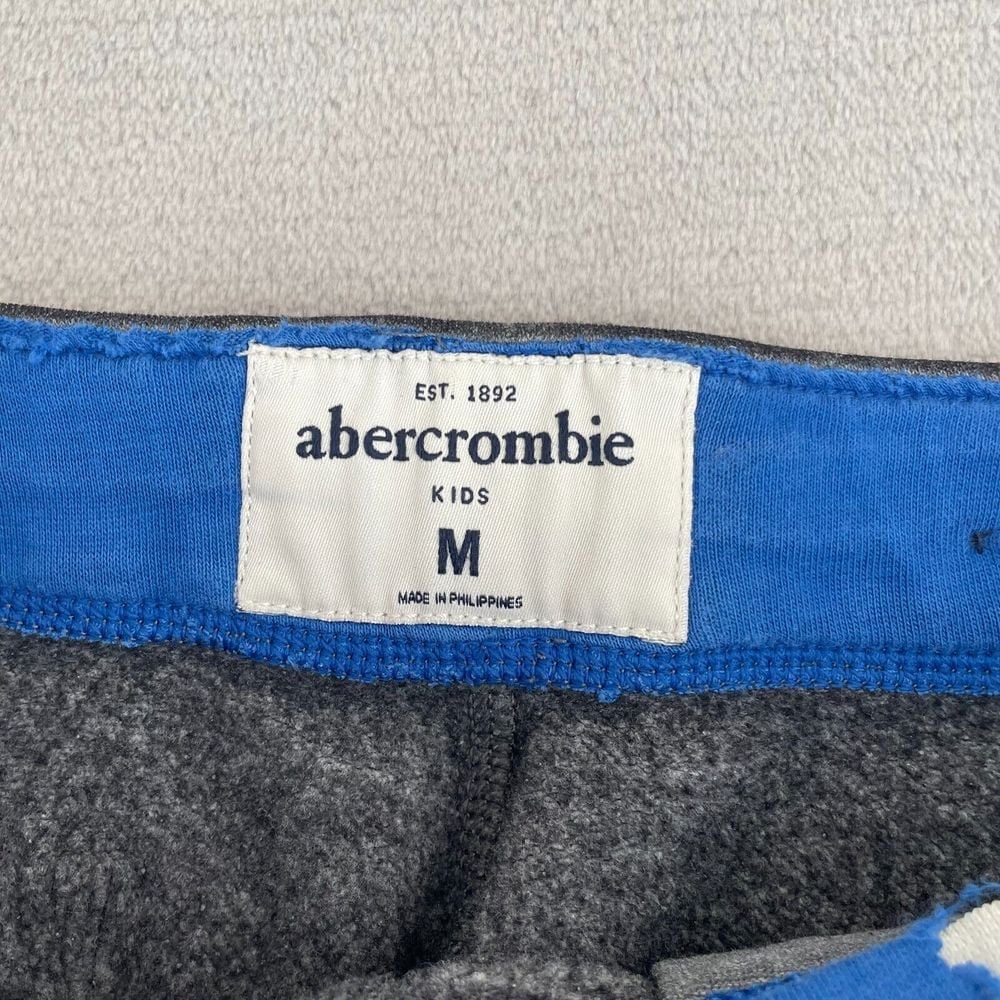 EST. 1892
abercrombie
KIDS
M
MADE IN PHILIPPINES